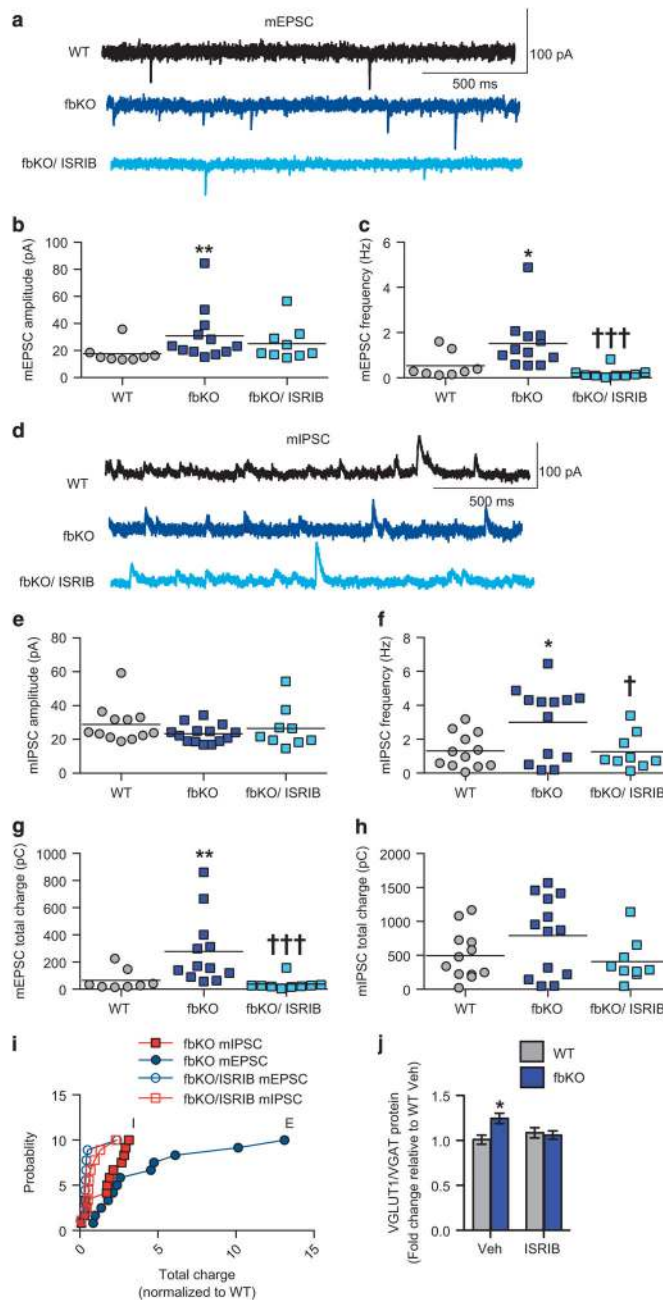 a
mEPSC
WT
100 pA
500 ms
fbKO
fbKO/ ISRIB
b
mEPSC amplitude (pA)
100
80
60
40
20
0
**
WT
fbKO
fbKO/ ISRIB
c
mEPSC frequency (Hz)
6
4
2
0
*
†††
WT
fbKO
fbKO/ ISRIB
d
mIPSC
WT
100 pA
500 ms
fbKO
fbKO/ ISRIB
e
mIPSC amplitude (pA)
80
60
40
20
0
WT
fbKO
fbKO/ ISRIB
f
mIPSC frequency (Hz)
8
6
4
2
0
*
†
WT
fbKO
fbKO/ ISRIB
g
mEPSC total charge (pC)
1000
800
600
400
200
0
**
†††
WT
fbKO
fbKO/ ISRIB
h
mIPSC total charge (pC)
2000
1500
1000
500
0
WT
fbKO
fbKO/ ISRIB
i
fbKO mIPSC
fbKO mEPSC
fbKO/ISRIB mEPSC
fbKO/ISRIB mIPSC
Probablity
15
10
5
0
I
E
0
5
10
15
Total charge
(normalized to WT)
j
WT
fbKO
VGLUT1/VGAT protein
(Fold change relative to WT Veh)
1.5
1.0
0.5
0
*
Veh
ISRIB